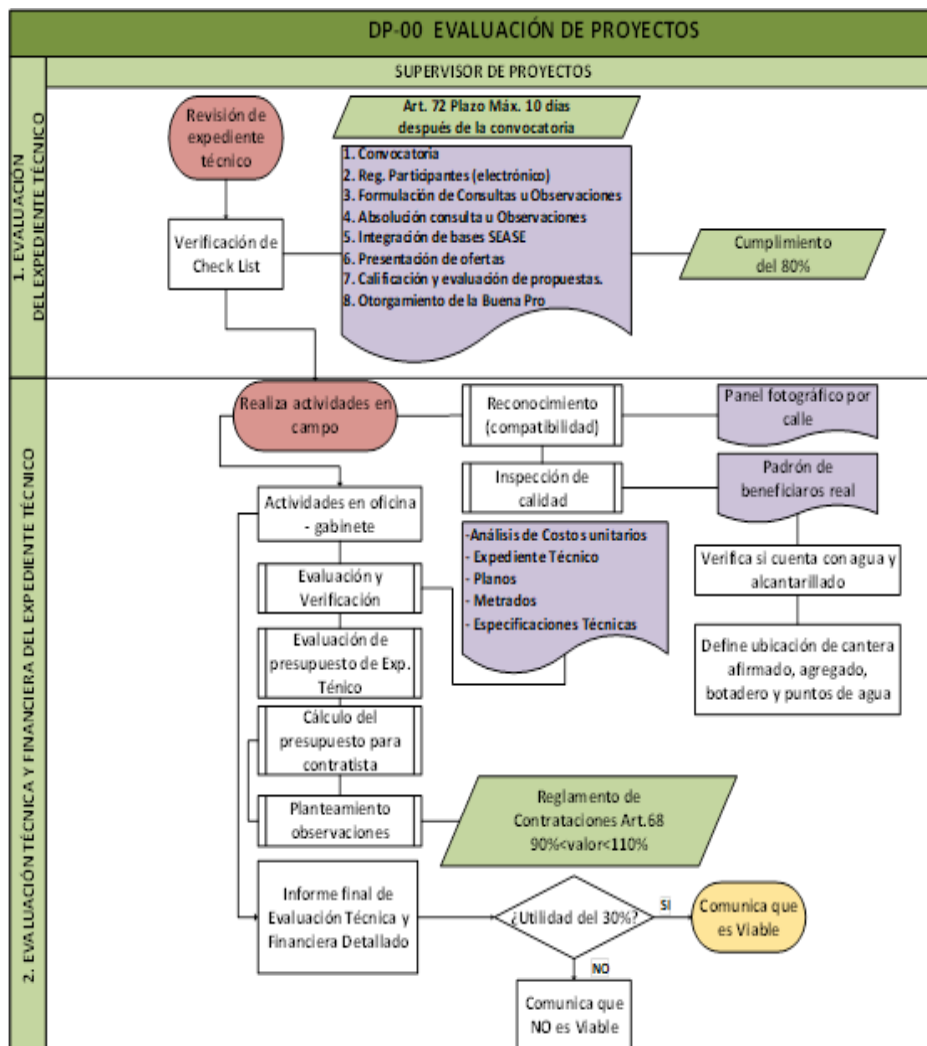 DP-00 EVALUACIÓN DE PROYECTOS
SUPERVISOR DE PROYECTOS
1. EVALUACIÓN
DEL EXPEDIENTE TÉCNICO
Revisión de
expediente
técnico
Art. 72 Plazo Máx. 10 días
después de la convocatoria
1. Convocatoria
2. Reg. Participantes (electrónico)
3. Formulación de Consultas u Observaciones
4. Absolución consulta u Observaciones
5. Integración de bases SEASE
6. Presentación de ofertas
7. Calificación y evaluación de propuestas.
8. Otorgamiento de la Buena Pro
Verificación de
Check List
Cumplimiento
del 80%
2. EVALUACIÓN TÉCNICA Y FINANCIERA DEL EXPEDIENTE TÉCNICO
Realiza actividades en
campo
Reconocimiento
(compatibilidad)
Panel fotográfico por
calle
Inspección de
calidad
Padrón de
beneficiaros real
Actividades en oficina
- gabinete
-Análisis de Costos unitarios
- Expediente Técnico
- Planos
- Metrados
- Especificaciones Técnicas
Verifica si cuenta con agua y
alcantarillado
Evaluación y
Verificación
Define ubicación de cantera
afirmado, agregado,
botadero y puntos de agua
Evaluación de
presupuesto de Exp.
Ténico
Cálculo del
presupuesto para
contratista
Planteamiento
observaciones
Reglamento de
Contrataciones Art.68
90%<valor<110%
Informe final de
Evaluación Técnica y
Financiera Detallado
¿Utilidad del 30%?
SI
Comunica que
es Viable
NO
Comunica que
NO es Viable